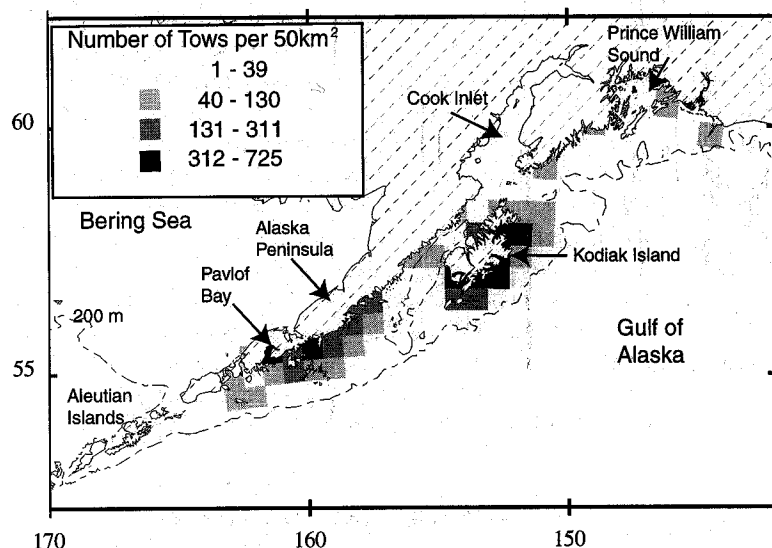 Number of Tows per 50km²
1 - 39
40 - 130
131 - 311
312 - 725
Prince William
Sound
Cook Inlet
60
Bering Sea
Alaska
Peninsula
Kodiak Island
Pavlof
Bay
200 m
Gulf of
Alaska
55
Aleutian
Islands
170
160
150